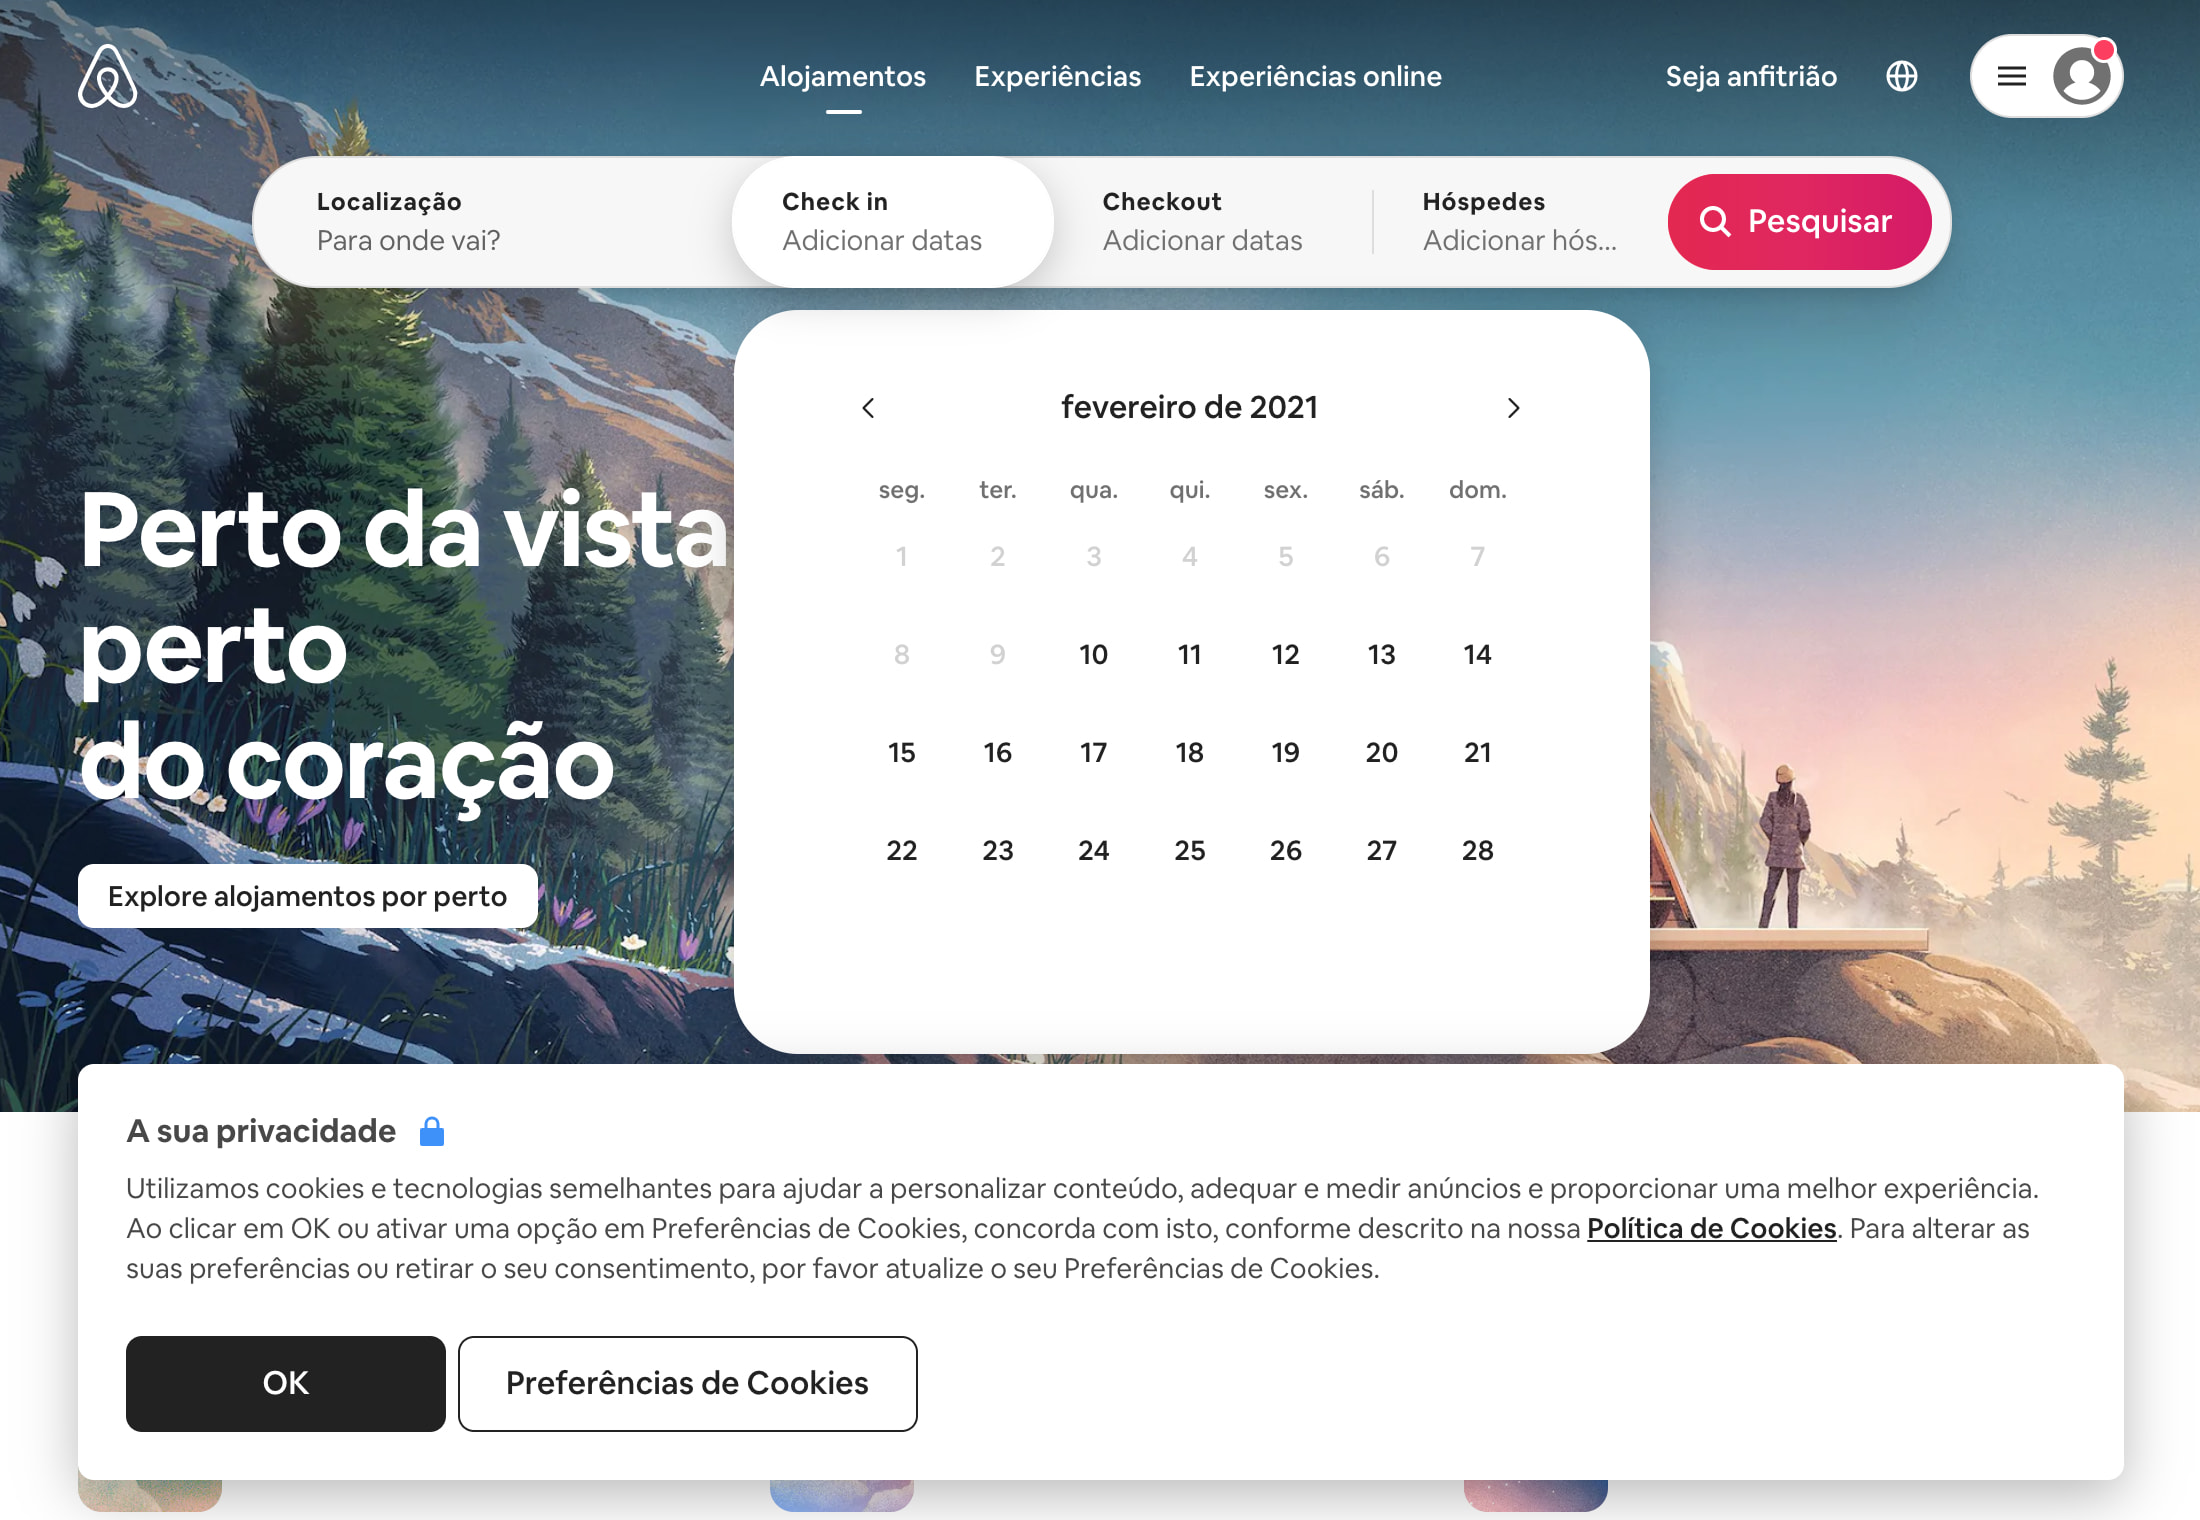 Alojamentos Experiências Experiências online Seja anfitrião
Localização Check in Checkout Hóspedes
Para onde vai? Adicionar datas Adicionar datas Adicionar hós... Pesquisar
fevereiro de 2021
seg. ter. qua. qui. sex. sáb. dom.
1 2 3 4 5 6 7
8 9 10 11 12 13 14
15 16 17 18 19 20 21
22 23 24 25 26 27 28
Perto da vista
perto
do coração
Explore alojamentos por perto
A sua privacidade
Utilizamos cookies e tecnologias semelhantes para ajudar a personalizar conteúdo, adequar e medir anúncios e proporcionar uma melhor experiência.
Ao clicar em OK ou ativar uma opção em Preferências de Cookies, concorda com isto, conforme descrito na nossa Política de Cookies. Para alterar as
suas preferências ou retirar o seu consentimento, por favor atualize o seu Preferências de Cookies.
OK Preferências de Cookies